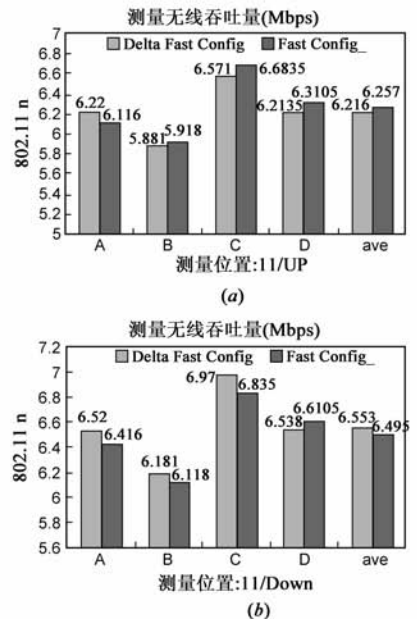 测量无线吞吐量(Mbps)
7
6.8
6.6
6.4
6.2
6
5.8
5.6
5.4
5.2
5
802.11 n
Delta Fast Config
Fast Config_
6.22
6.116
5.881
5.918
6.571
6.6835
6.2135
6.3105
6.216
6.257
A
B
C
D
ave
测量位置:11/UP
(a)
测量无线吞吐量(Mbps)
7.2
7
6.8
6.6
6.4
6.2
6
5.8
5.6
802.11 n
Delta Fast Config
Fast Config_
6.52
6.416
6.181
6.118
6.97
6.835
6.538
6.6105
6.553
6.495
A
B
C
D
ave
测量位置:11/Down
(b)